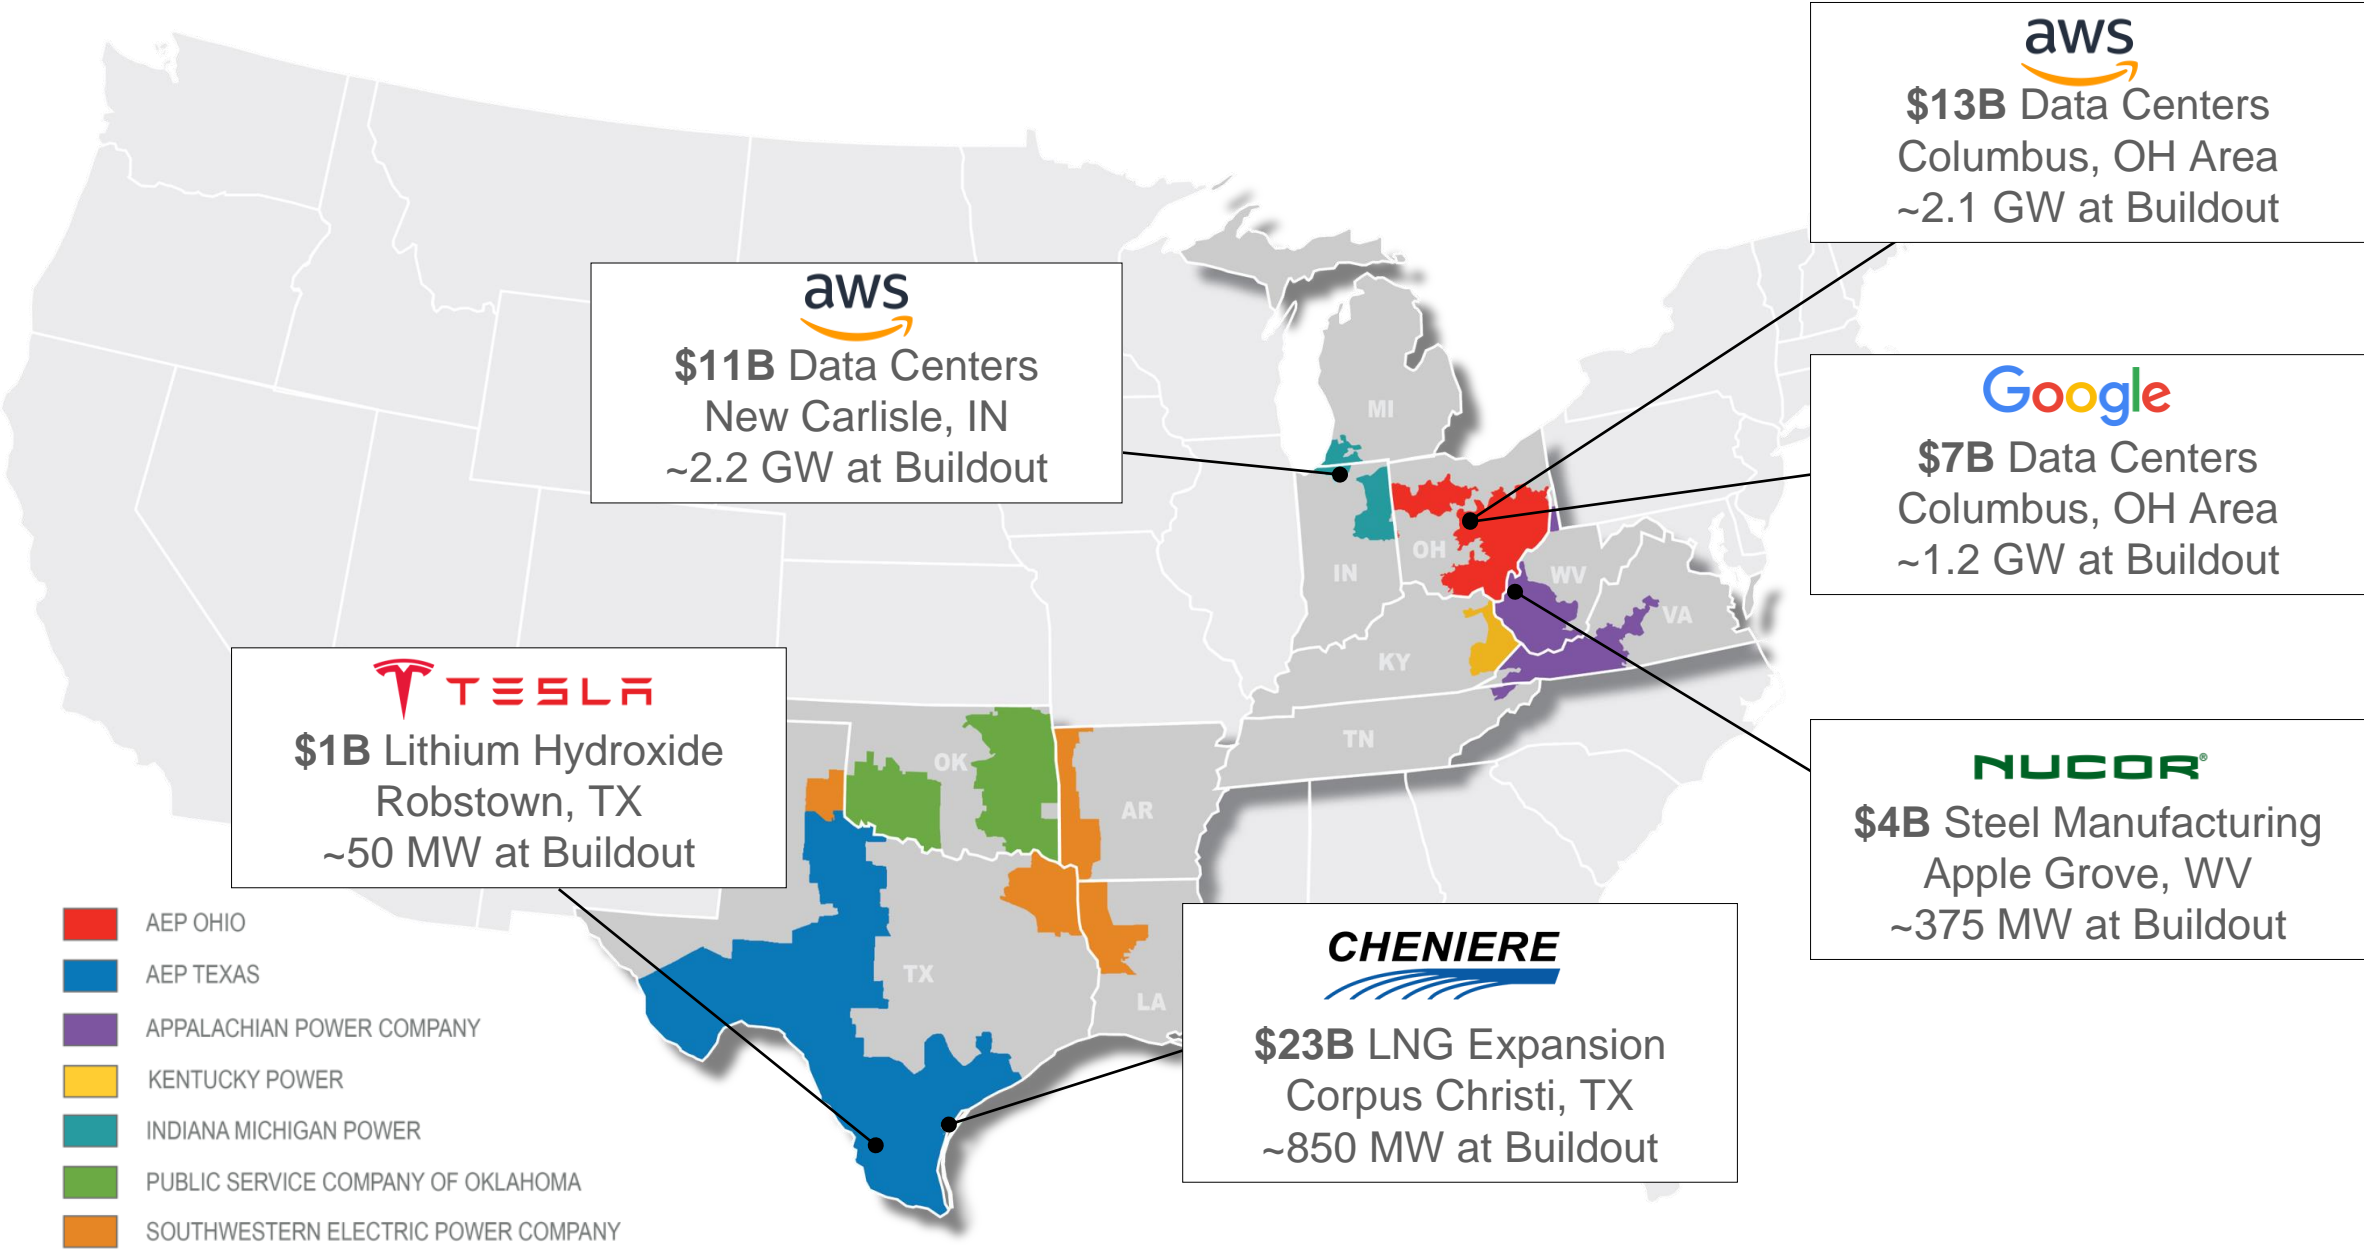 aws
$13B Data Centers
Columbus, OH Area
~2.1 GW at Buildout
aws
$11B Data Centers
New Carlisle, IN
~2.2 GW at Buildout
Google
$7B Data Centers
Columbus, OH Area
~1.2 GW at Buildout
MI
OH
IN
WV
VA
KY
TN
OK
AR
TX
LA
TESLA
$1B Lithium Hydroxide
Robstown, TX
~50 MW at Buildout
NUCOR®
$4B Steel Manufacturing
Apple Grove, WV
~375 MW at Buildout
CHENIERE
$23B LNG Expansion
Corpus Christi, TX
~850 MW at Buildout
AEP OHIO
AEP TEXAS
APPALACHIAN POWER COMPANY
KENTUCKY POWER
INDIANA MICHIGAN POWER
PUBLIC SERVICE COMPANY OF OKLAHOMA
SOUTHWESTERN ELECTRIC POWER COMPANY